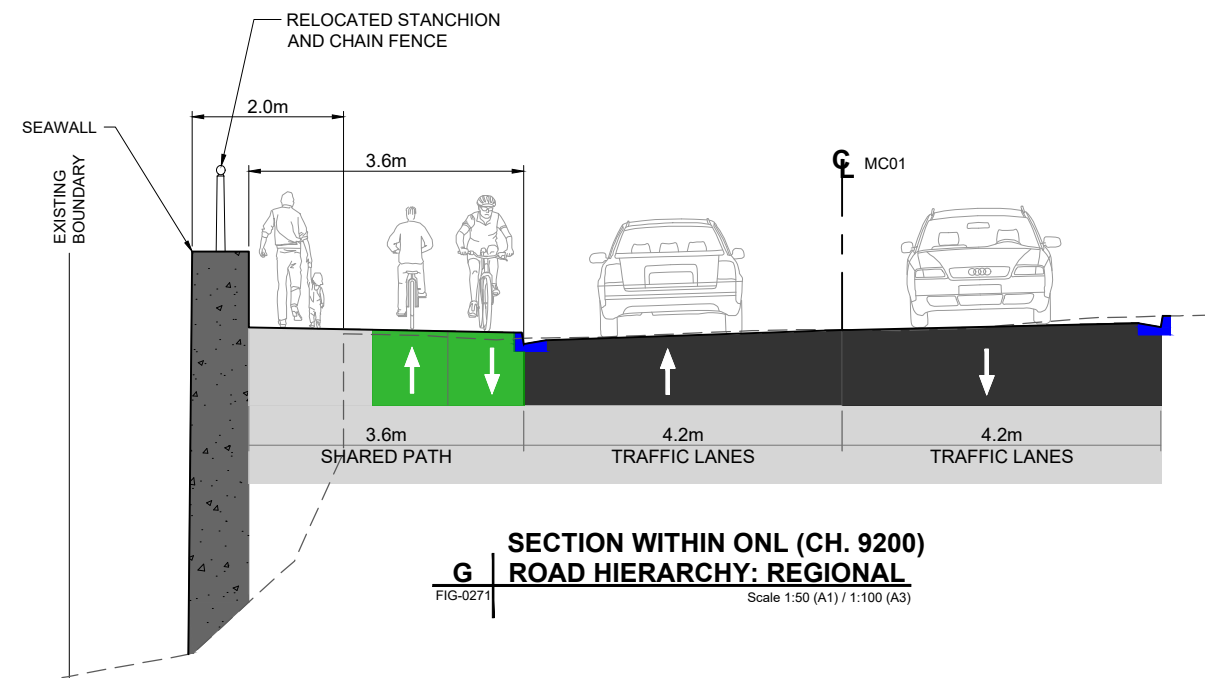 RELOCATED STANCHION
AND CHAIN FENCE
2.0m
SEAWALL
3.6m
CL MC01
EXISTING
BOUNDARY
3.6m
SHARED PATH
4.2m
TRAFFIC LANES
4.2m
TRAFFIC LANES
SECTION WITHIN ONL (CH. 9200)
G ROAD HIERARCHY: REGIONAL
FIG-0271
Scale 1:50 (A1) / 1:100 (A3)